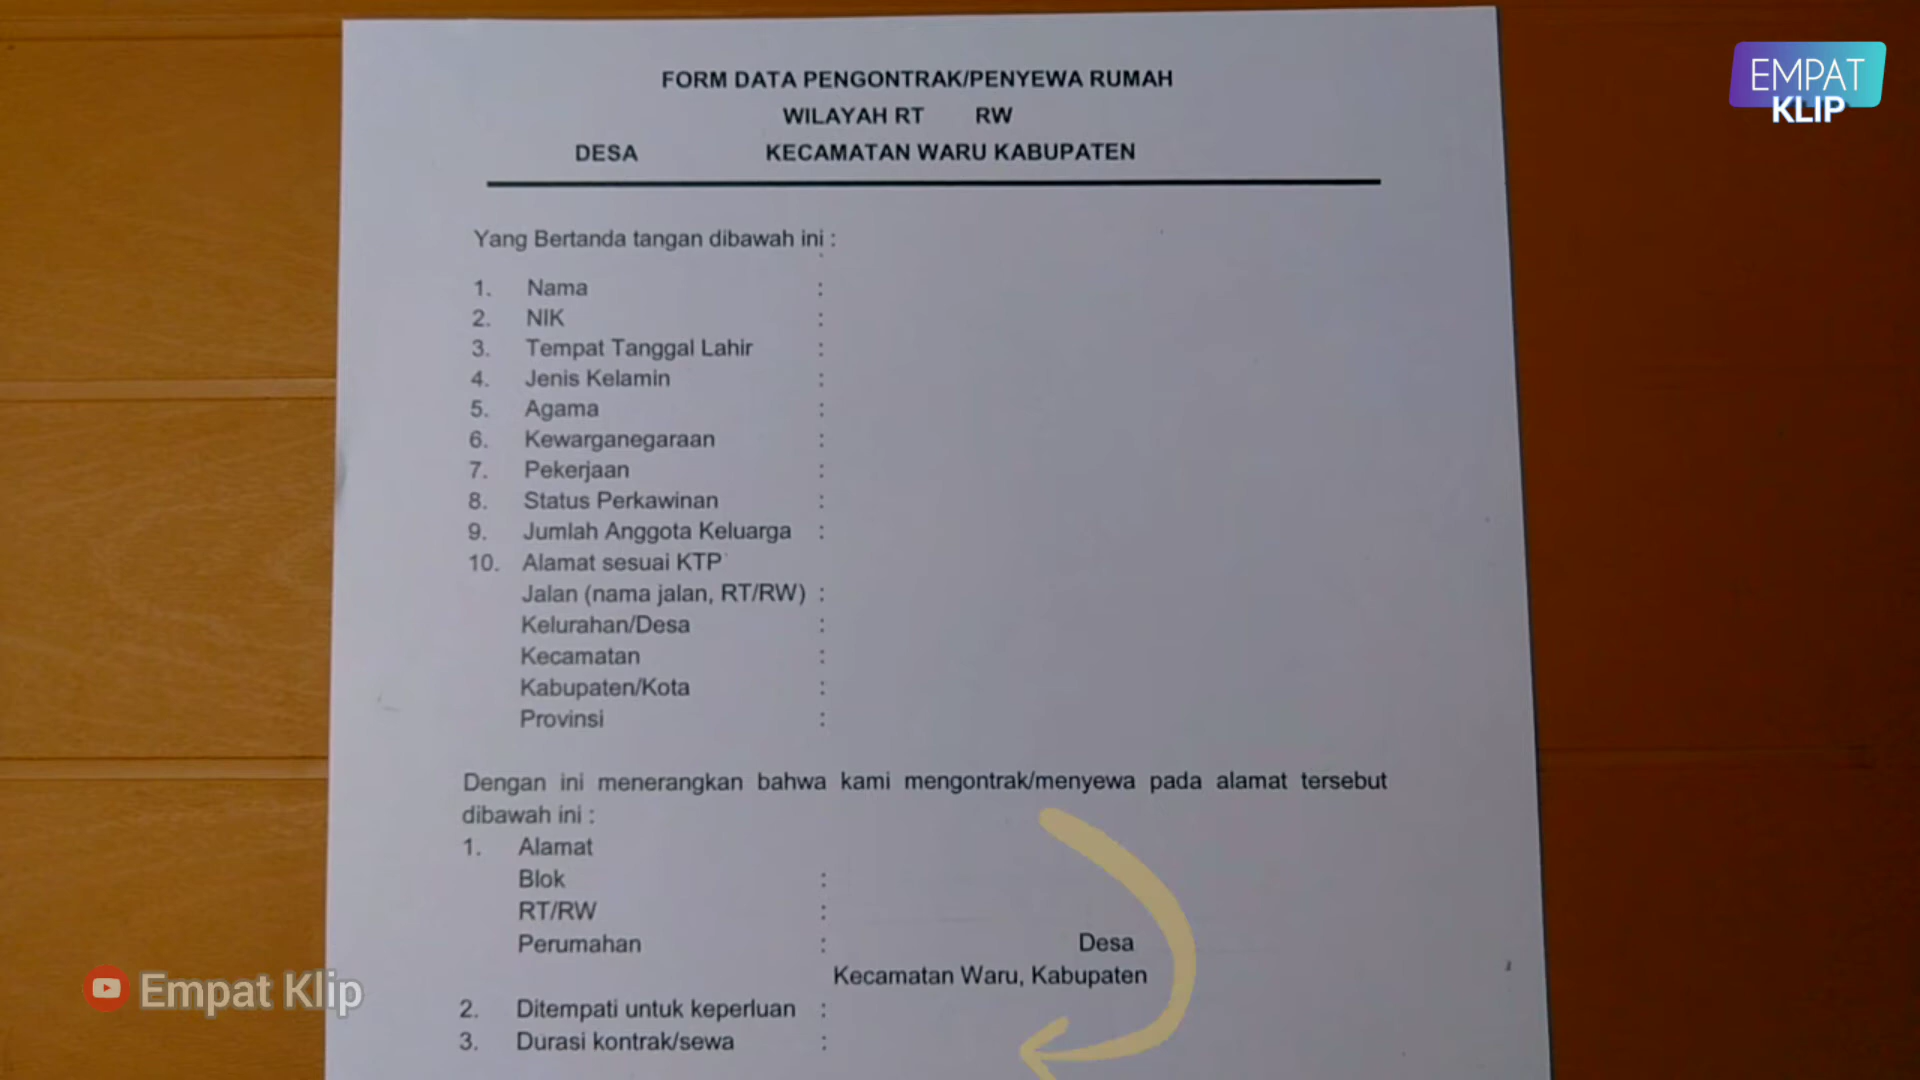 FORM DATA PENGONTRAK/PENYEWA RUMAH
WILAYAH RT RW
DESA KECAMATAN WARU KABUPATEN
EMPAT
KLIP
Yang Bertanda tangan dibawah ini :
1. Nama :
2. NIK :
3. Tempat Tanggal Lahir :
4. Jenis Kelamin :
5. Agama :
6. Kewarganegaraan :
7. Pekerjaan :
8. Status Perkawinan :
9. Jumlah Anggota Keluarga :
10. Alamat sesuai KTP
Jalan (nama jalan, RT/RW) :
Kelurahan/Desa :
Kecamatan :
Kabupaten/Kota :
Provinsi :
Dengan ini menerangkan bahwa kami mengontrak/menyewa pada alamat tersebut
dibawah ini :
1. Alamat
Blok :
RT/RW :
Perumahan : Desa
Kecamatan Waru, Kabupaten
2. Ditempati untuk keperluan :
3. Durasi kontrak/sewa :
Empat Klip